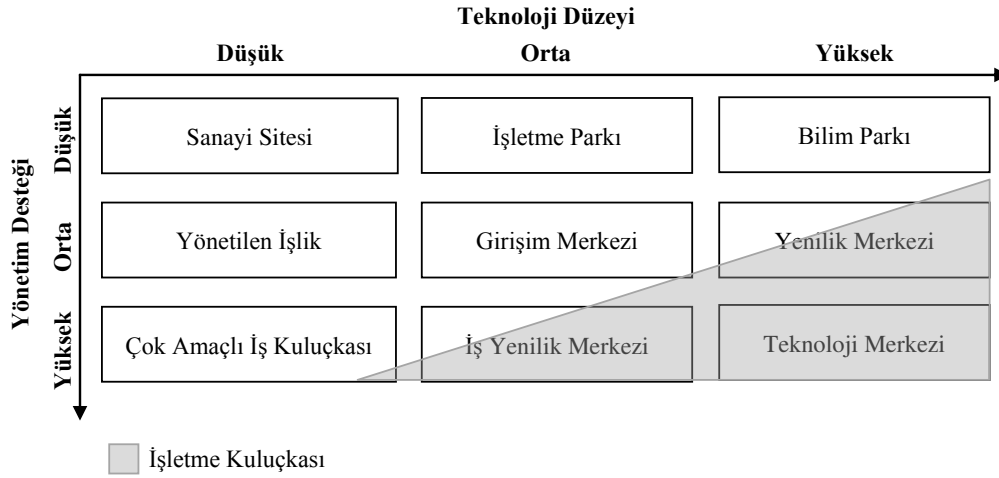 Teknoloji Düzeyi
Düşük Orta Yüksek
Yönetim Desteği
Düşük
Sanayi Sitesi İşletme Parkı Bilim Parkı
Orta
Yönetilen İşlik Girişim Merkezi Yenilik Merkezi
Yüksek
Çok Amaçlı İş Kuluçkası İş Yenilik Merkezi Teknoloji Merkezi
İşletme Kuluçkası